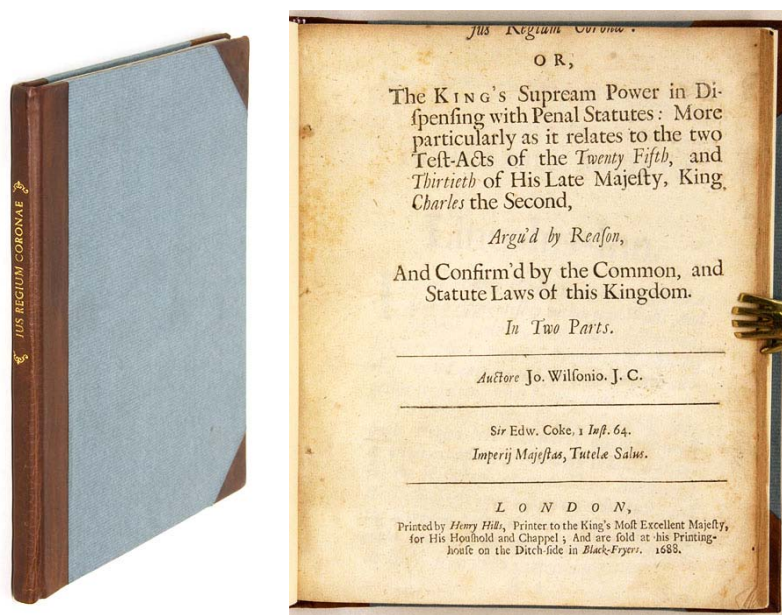 JUS REGIUM CORONAE
Jus Regium Coronæ:
OR,
The KING's Supream Power in Di-
ſpenſing with Penal Statutes: More
particularly as it relates to the two
Teſt-Acts of the Twenty Fifth, and
Thirtieth of His Late Majeſty, King
Charles the Second,
Argu'd by Reaſon,
And Confirm'd by the Common, and
Statute Laws of this Kingdom.
In Two Parts.
Auctore Jo. Wilſonio. J. C.
Sir Edw. Coke, 1 Inſt. 64.
Imperij Majeſtas, Tutelæ Salus.
LONDON,
Printed by Henry Hills, Printer to the King's Moſt Excellent Majeſty,
for His Houſhold and Chappel; And are ſold at his Printing-
houſe on the Ditch-ſide in Black-Fryers. 1688.